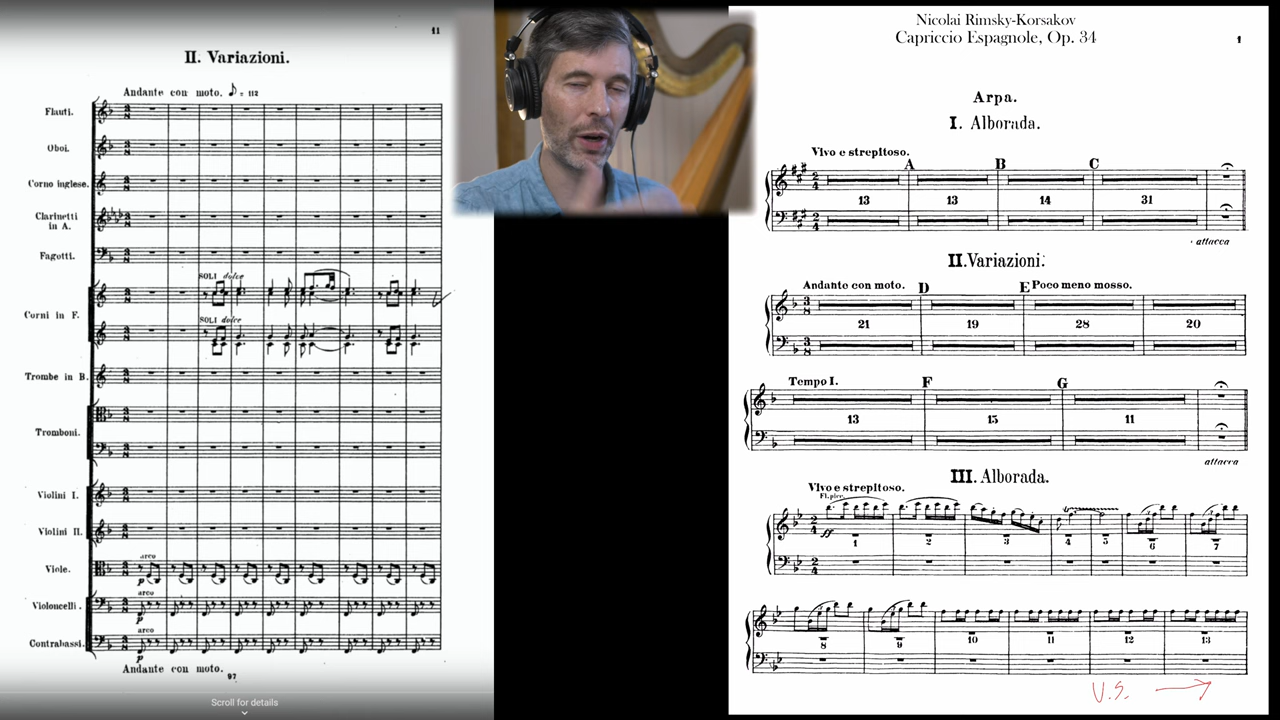 11
II. Variazioni.
Andante con moto. ♪ = 112
Flauti.
Oboi.
Corno inglese.
Clarinetti
in A.
Fagotti.
SOLI dolce
Corni in F.
SOLI dolce
Trombe in B.
Tromboni.
Violini I.
Violini II.
arco
Viole.
p
arco
Violoncelli.
p
arco
Contrabassi.
p
Andante con moto.
97
Scroll for details
Nicolai Rimsky-Korsakov
Capriccio Espagnole, Op. 34
1
Arpa.
I. Alborada.
Vivo e strepitoso.
A B C
13 13 14 31
attacca
II. Variazioni.
Andante con moto. D E Poco meno mosso.
21 19 28 20
Tempo I. F G
13 15 11
attacca
III. Alborada.
Vivo e strepitoso.
Fl. picc.
ff
1 2 3 4 5 6 7
8 9 10 11 12 13
V.S.